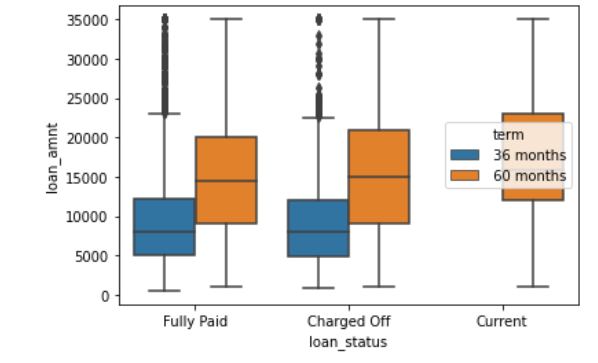 35000
30000
25000
20000
15000
10000
5000
0
loan_amnt
term
36 months
60 months
Fully Paid
Charged Off
Current
loan_status